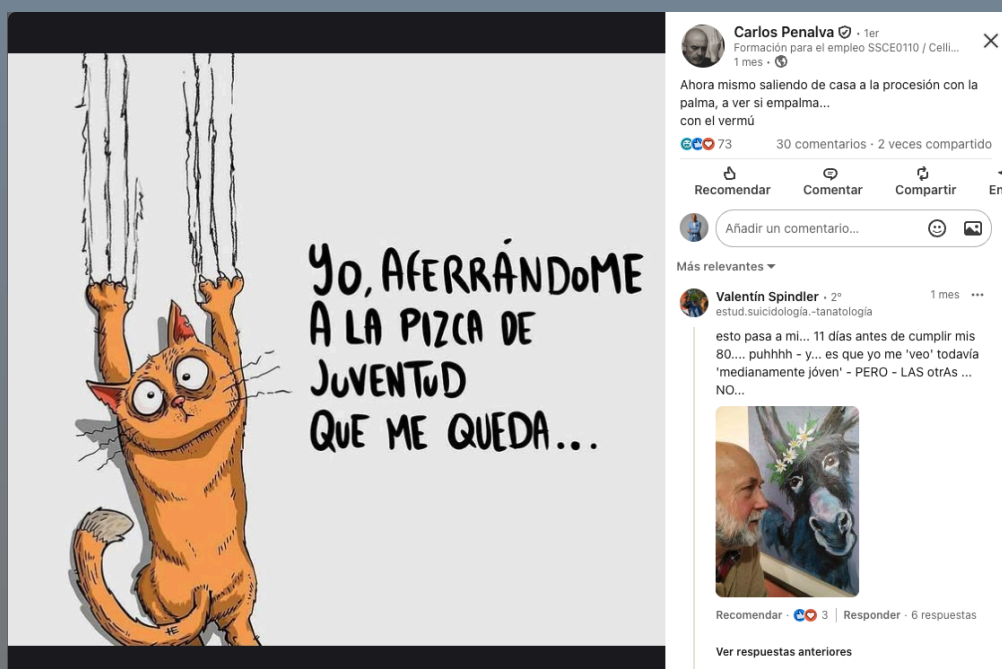 YO, AFERRÁNDOME
A LA PIZCA DE
JUVENTUD
QUE ME QUEDA...
Carlos Penalva · 1er
Formación para el empleo SSCE0110 / Celli...
1 mes ·
Ahora mismo saliendo de casa a la procesión con la
palma, a ver si empalma...
con el vermú
73 30 comentarios · 2 veces compartido
Recomendar Comentar Compartir En
Añadir un comentario...
Más relevantes
Valentín Spindler · 2º 1 mes ···
estud.suicidología.-tanatología
esto pasa a mi... 11 días antes de cumplir mis
80.... puhhhh - y... es que yo me 'veo' todavía
'medianamente jóven' - PERO - LAS otrAs ...
NO...
Recomendar · 3 | Responder · 6 respuestas
Ver respuestas anteriores